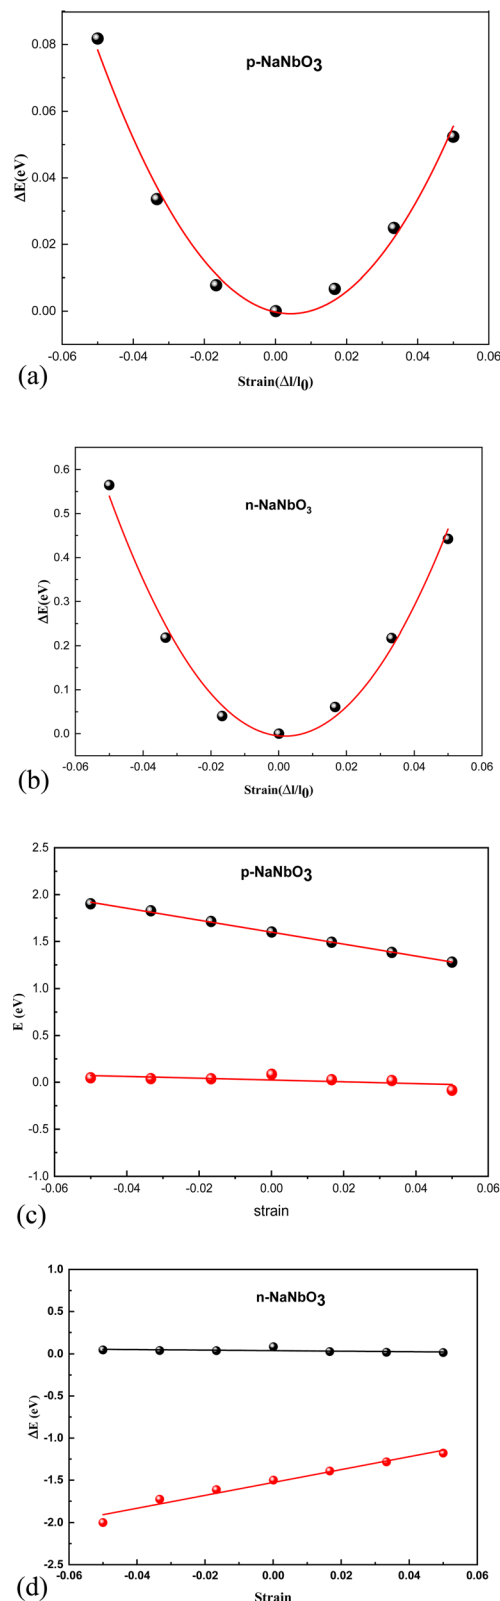 0.08
p-NaNbO3
0.06
ΔE(eV)
0.04
0.02
0.00
-0.06 -0.04 -0.02 0.00 0.02 0.04 0.06
(a)
Strain(Δl/l0)
0.6
n-NaNbO3
0.5
0.4
ΔE(eV)
0.3
0.2
0.1
0.0
-0.06 -0.04 -0.02 0.00 0.02 0.04 0.06
(b)
Strain(Δl/l0)
2.5
p-NaNbO3
2.0
1.5
1.0
E (eV)
0.5
0.0
-0.5
-1.0
-0.06 -0.04 -0.02 0.00 0.02 0.04 0.06
(c)
strain
1.0
n-NaNbO3
0.5
0.0
-0.5
ΔE (eV)
-1.0
-1.5
-2.0
-2.5
-0.06 -0.04 -0.02 0.00 0.02 0.04 0.06
(d)
Strain